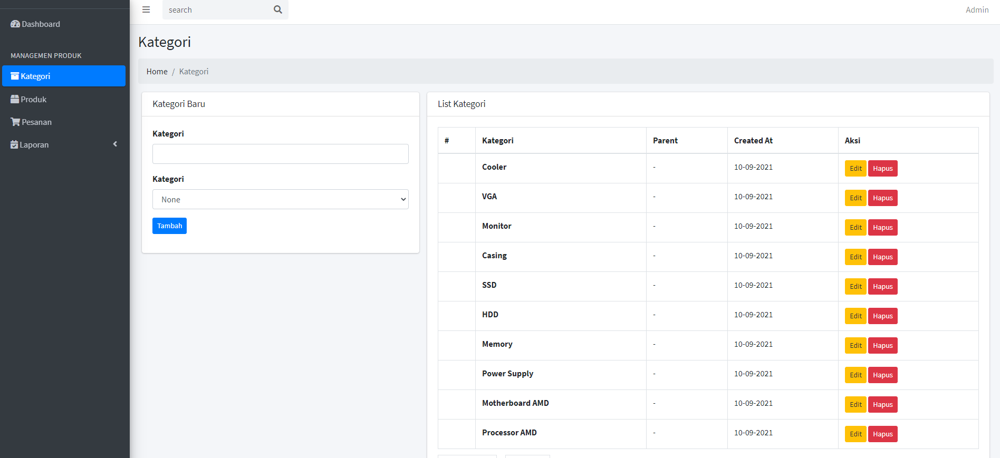 search
Admin
Dashboard
MANAGEMEN PRODUK
Kategori
Produk
Pesanan
Laporan
Kategori
Home / Kategori
Kategori Baru
Kategori
Kategori
None
Tambah
List Kategori
# Kategori Parent Created At Aksi
Cooler - 10-09-2021 Edit Hapus
VGA - 10-09-2021 Edit Hapus
Monitor - 10-09-2021 Edit Hapus
Casing - 10-09-2021 Edit Hapus
SSD - 10-09-2021 Edit Hapus
HDD - 10-09-2021 Edit Hapus
Memory - 10-09-2021 Edit Hapus
Power Supply - 10-09-2021 Edit Hapus
Motherboard AMD - 10-09-2021 Edit Hapus
Processor AMD - 10-09-2021 Edit Hapus